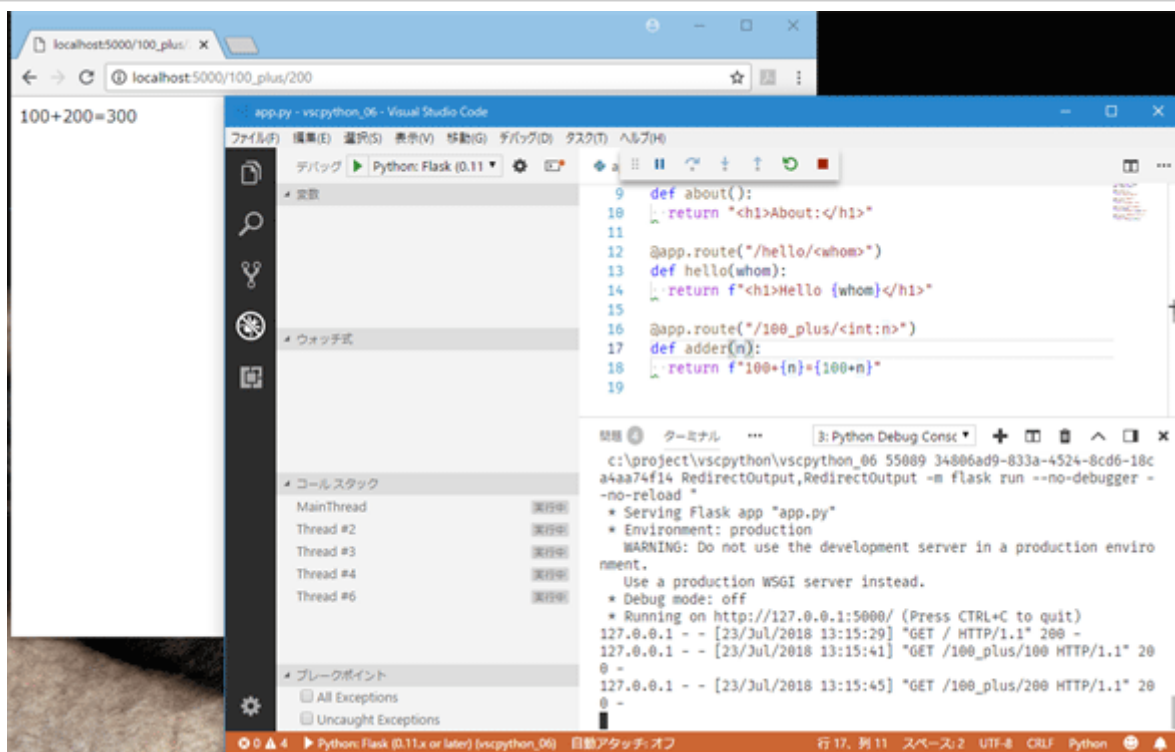 localhost:5000/100_plus/
localhost:5000/100_plus/200
100+200=300
app.py - vscpython_06 - Visual Studio Code
ファイル(F) 編集(E) 選択(S) 表示(V) 移動(G) デバッグ(D) タスク(T) ヘルプ(H)
デバッグ Python: Flask (0.11
変数
ウォッチ式
コール スタック
MainThread 実行中
Thread #2 実行中
Thread #3 実行中
Thread #4 実行中
Thread #6 実行中
ブレークポイント
All Exceptions
Uncaught Exceptions
9 def about():
10 return "<h1>About:</h1>"
11
12 @app.route("/hello/<whom>")
13 def hello(whom):
14 return f"<h1>Hello {whom}</h1>"
15
16 @app.route("/100_plus/<int:n>")
17 def adder(n):
18 return f"100+{n}={100+n}"
19
問題 4 ターミナル ··· 3: Python Debug Consc
c:\project\vscpython\vscpython_06 55089 34806ad9-833a-4524-8cd6-18c
a4aa74f14 RedirectOutput,RedirectOutput -m flask run --no-debugger -
-no-reload "
* Serving Flask app "app.py"
* Environment: production
WARNING: Do not use the development server in a production enviro
nment.
Use a production WSGI server instead.
* Debug mode: off
* Running on http://127.0.0.1:5000/ (Press CTRL+C to quit)
127.0.0.1 - - [23/Jul/2018 13:15:29] "GET / HTTP/1.1" 200 -
127.0.0.1 - - [23/Jul/2018 13:15:41] "GET /100_plus/100 HTTP/1.1" 20
0 -
127.0.0.1 - - [23/Jul/2018 13:15:45] "GET /100_plus/200 HTTP/1.1" 20
0 -
0 4 Python: Flask (0.11.x or later) (vscpython_06) 自動アタッチ: オフ 行 17、列 11 スペース: 2 UTF-8 CRLF Python